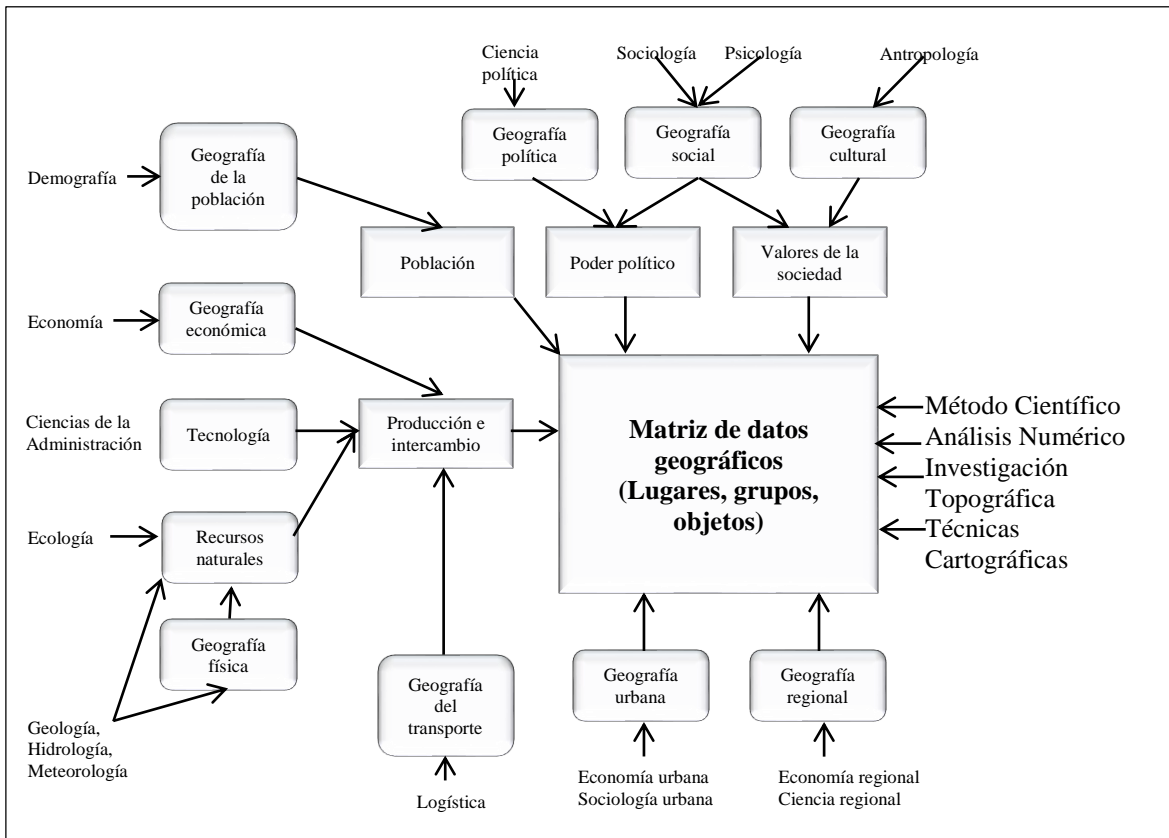 Ciencia
política
Sociología
Psicología
Antropología
Geografía
política
Geografía
social
Geografía
cultural
Demografía
Geografía
de la
población
Población
Poder político
Valores de la
sociedad
Economía
Geografía
económica
Ciencias de la
Administración
Tecnología
Producción e
intercambio
Matriz de datos
geográficos
(Lugares, grupos,
objetos)
Método Científico
Análisis Numérico
Investigación
Topográfica
Técnicas
Cartográficas
Ecología
Recursos
naturales
Geografía
física
Geología,
Hidrología,
Meteorología
Geografía
del
transporte
Logística
Geografía
urbana
Economía urbana
Sociología urbana
Geografía
regional
Economía regional
Ciencia regional